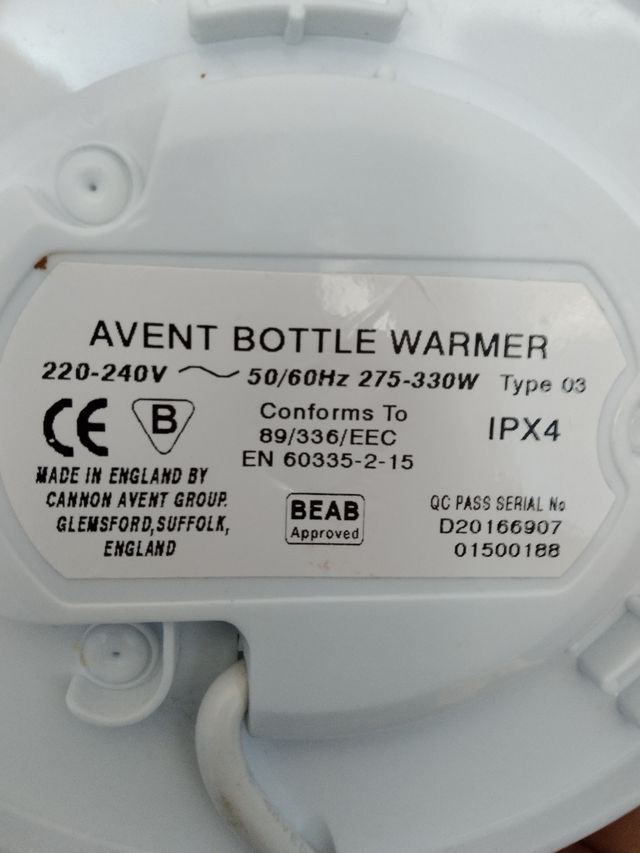 AVENT BOTTLE WARMER
220-240V ~ 50/60Hz 275-330W Type 03
CE B
Conforms To
89/336/EEC
EN 60335-2-15
IPX4
MADE IN ENGLAND BY
CANNON AVENT GROUP.
GLEMSFORD,SUFFOLK,
ENGLAND
BEAB
Approved
QC PASS SERIAL No
D20166907
01500188